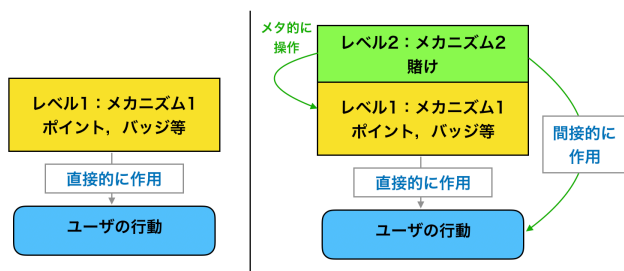 レベル1：メカニズム1
ポイント，バッジ等
直接的に作用
ユーザの行動
メタ的に
操作
レベル2：メカニズム2
賭け
レベル1：メカニズム1
ポイント，バッジ等
間接的に
作用
直接的に作用
ユーザの行動